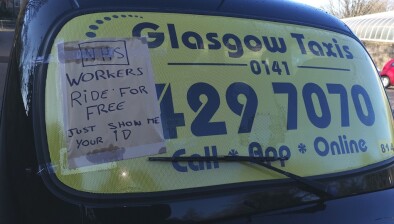 NHS
WORKERS
RiDE FOR
FREE
JUST SHOW ME
YOUR iD
Glasgow Taxis
0141
429 7070
Call * App * Online